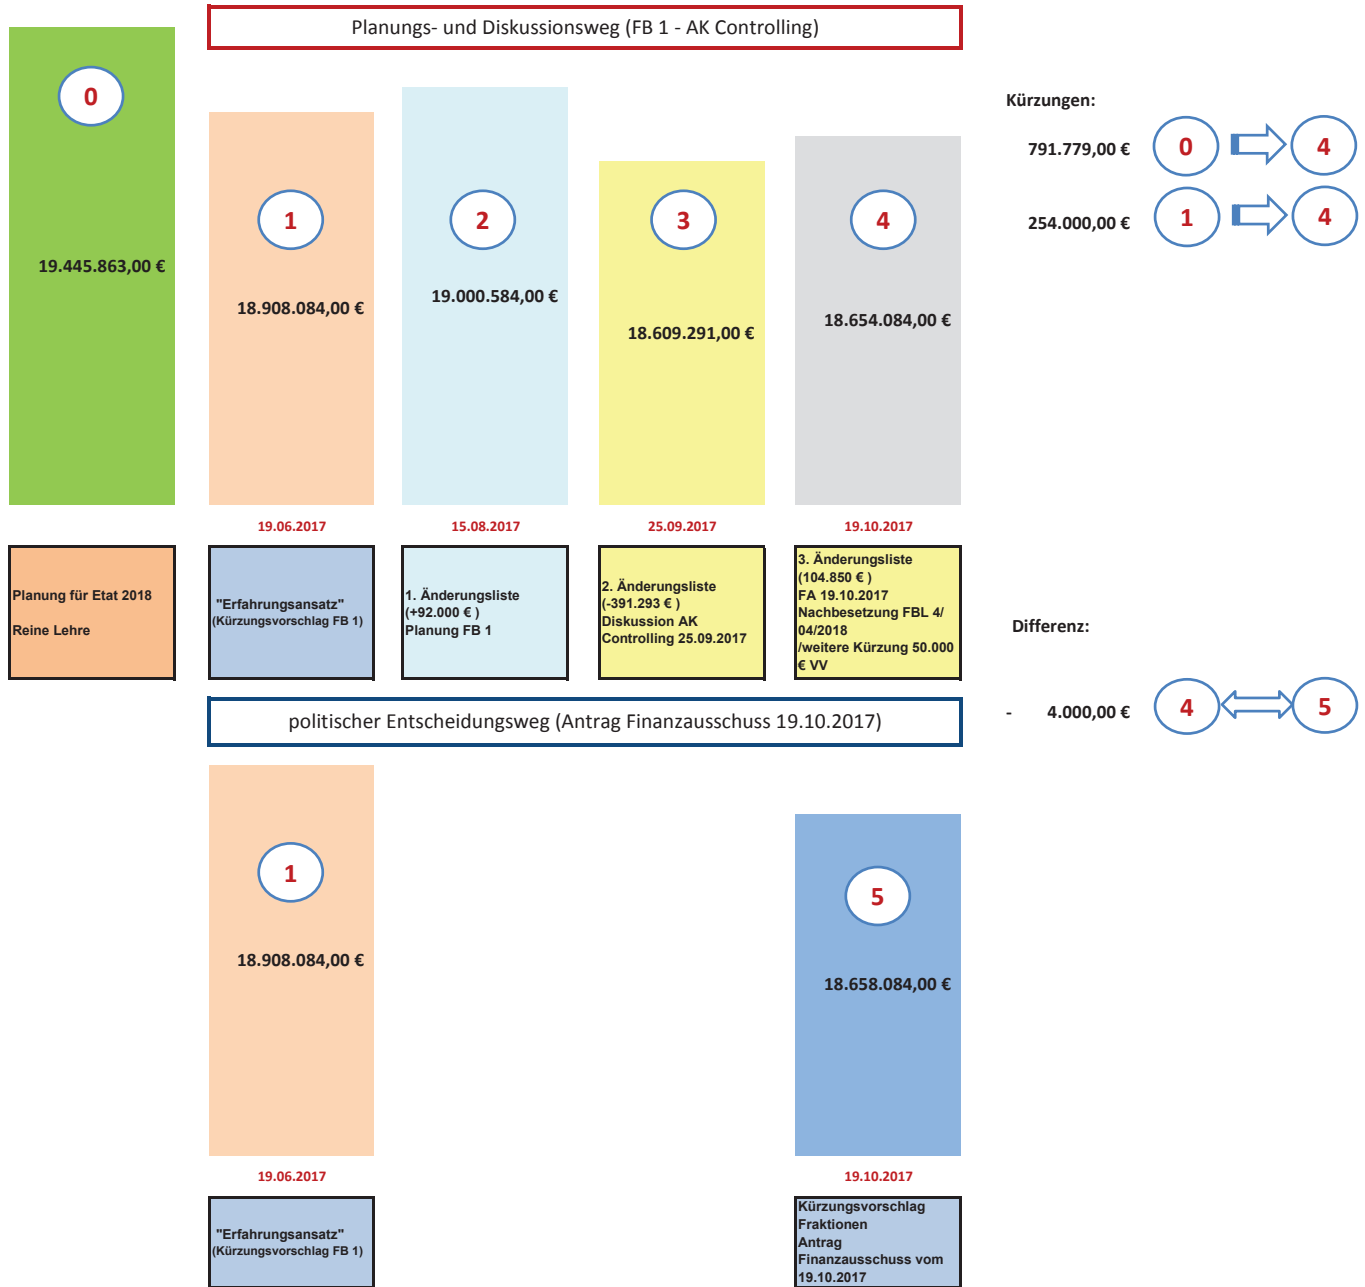 Planungs- und Diskussionsweg (FB 1 - AK Controlling)
0
19.445.863,00 €
1
18.908.084,00 €
2
19.000.584,00 €
3
18.609.291,00 €
4
18.654.084,00 €
Kürzungen:
791.779,00 €
0
4
254.000,00 €
1
4
19.06.2017
15.08.2017
25.09.2017
19.10.2017
Planung für Etat 2018
Reine Lehre
"Erfahrungsansatz"
(Kürzungsvorschlag FB 1)
1. Änderungsliste
(+92.000 € )
Planung FB 1
2. Änderungsliste
(-391.293 € )
Diskussion AK
Controlling 25.09.2017
3. Änderungsliste
(104.850 € )
FA 19.10.2017
Nachbesetzung FBL 4/
04/2018
/weitere Kürzung 50.000
€ VV
Differenz:
- 4.000,00 €
4
5
politischer Entscheidungsweg (Antrag Finanzausschuss 19.10.2017)
1
18.908.084,00 €
5
18.658.084,00 €
19.06.2017
19.10.2017
"Erfahrungsansatz"
(Kürzungsvorschlag FB 1)
Kürzungsvorschlag
Fraktionen
Antrag
Finanzausschuss vom
19.10.2017